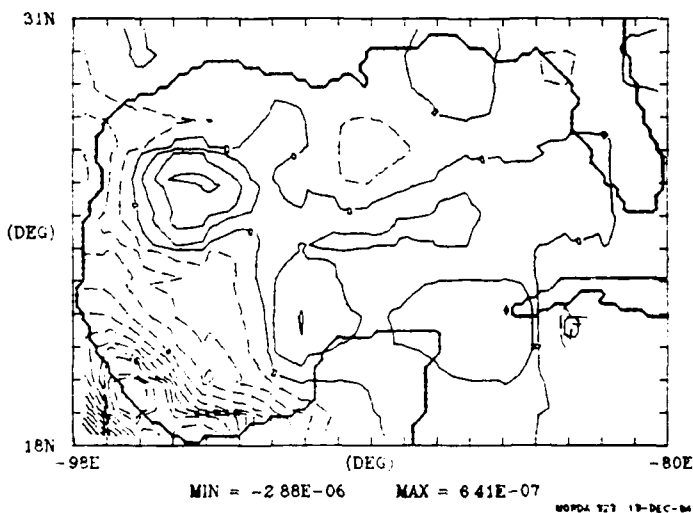 31N
(DEG)
18N
-98E (DEG) -80E
MIN = -2 88E-06 MAX = 6 41E-07